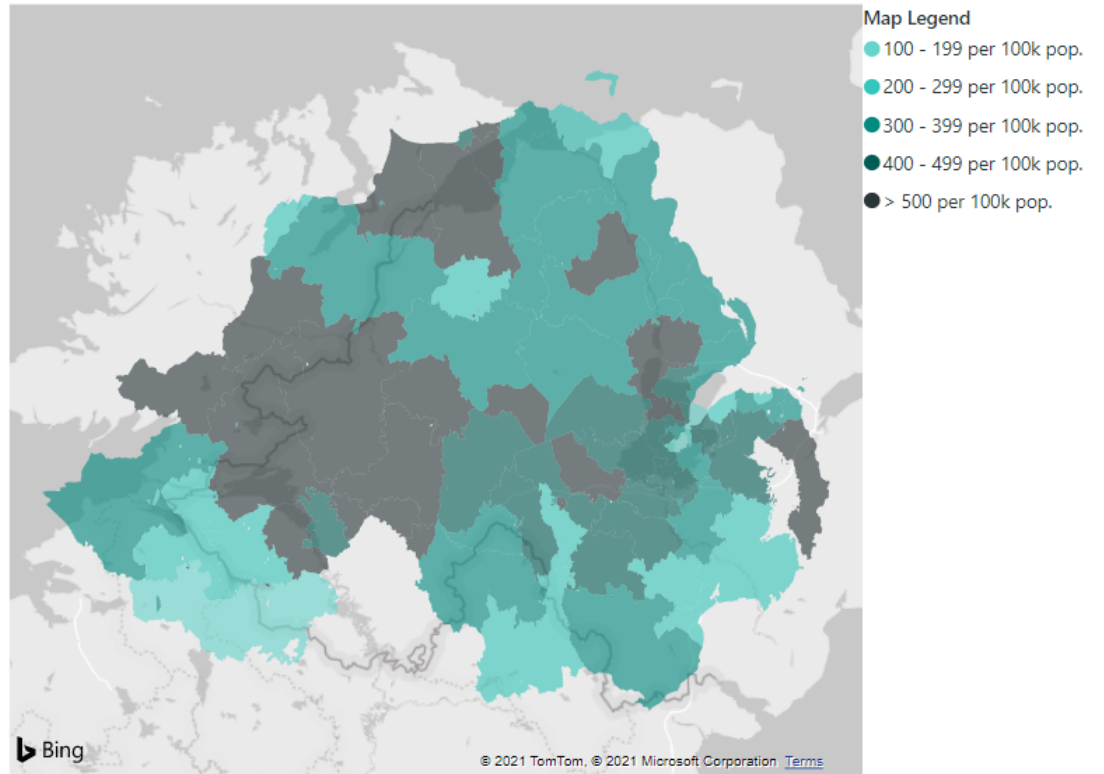 Map Legend
100 - 199 per 100k pop.
200 - 299 per 100k pop.
300 - 399 per 100k pop.
400 - 499 per 100k pop.
> 500 per 100k pop.
Bing
© 2021 TomTom, © 2021 Microsoft Corporation Terms